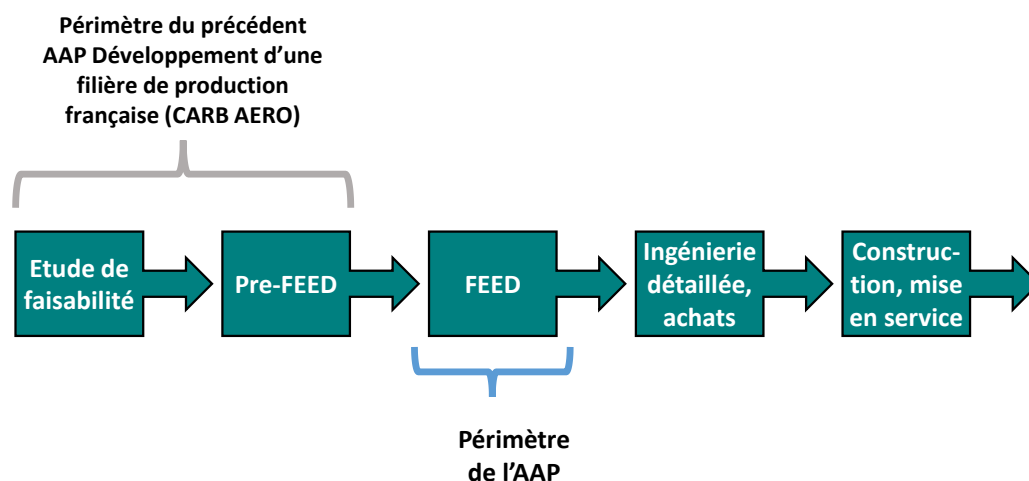 Périmètre du précédent
AAP Développement d’une
filière de production
française (CARB AERO)
Etude de
faisabilité
Pre-FEED
FEED
Ingénierie
détaillée,
achats
Construc-
tion, mise
en service
Périmètre
de l’AAP